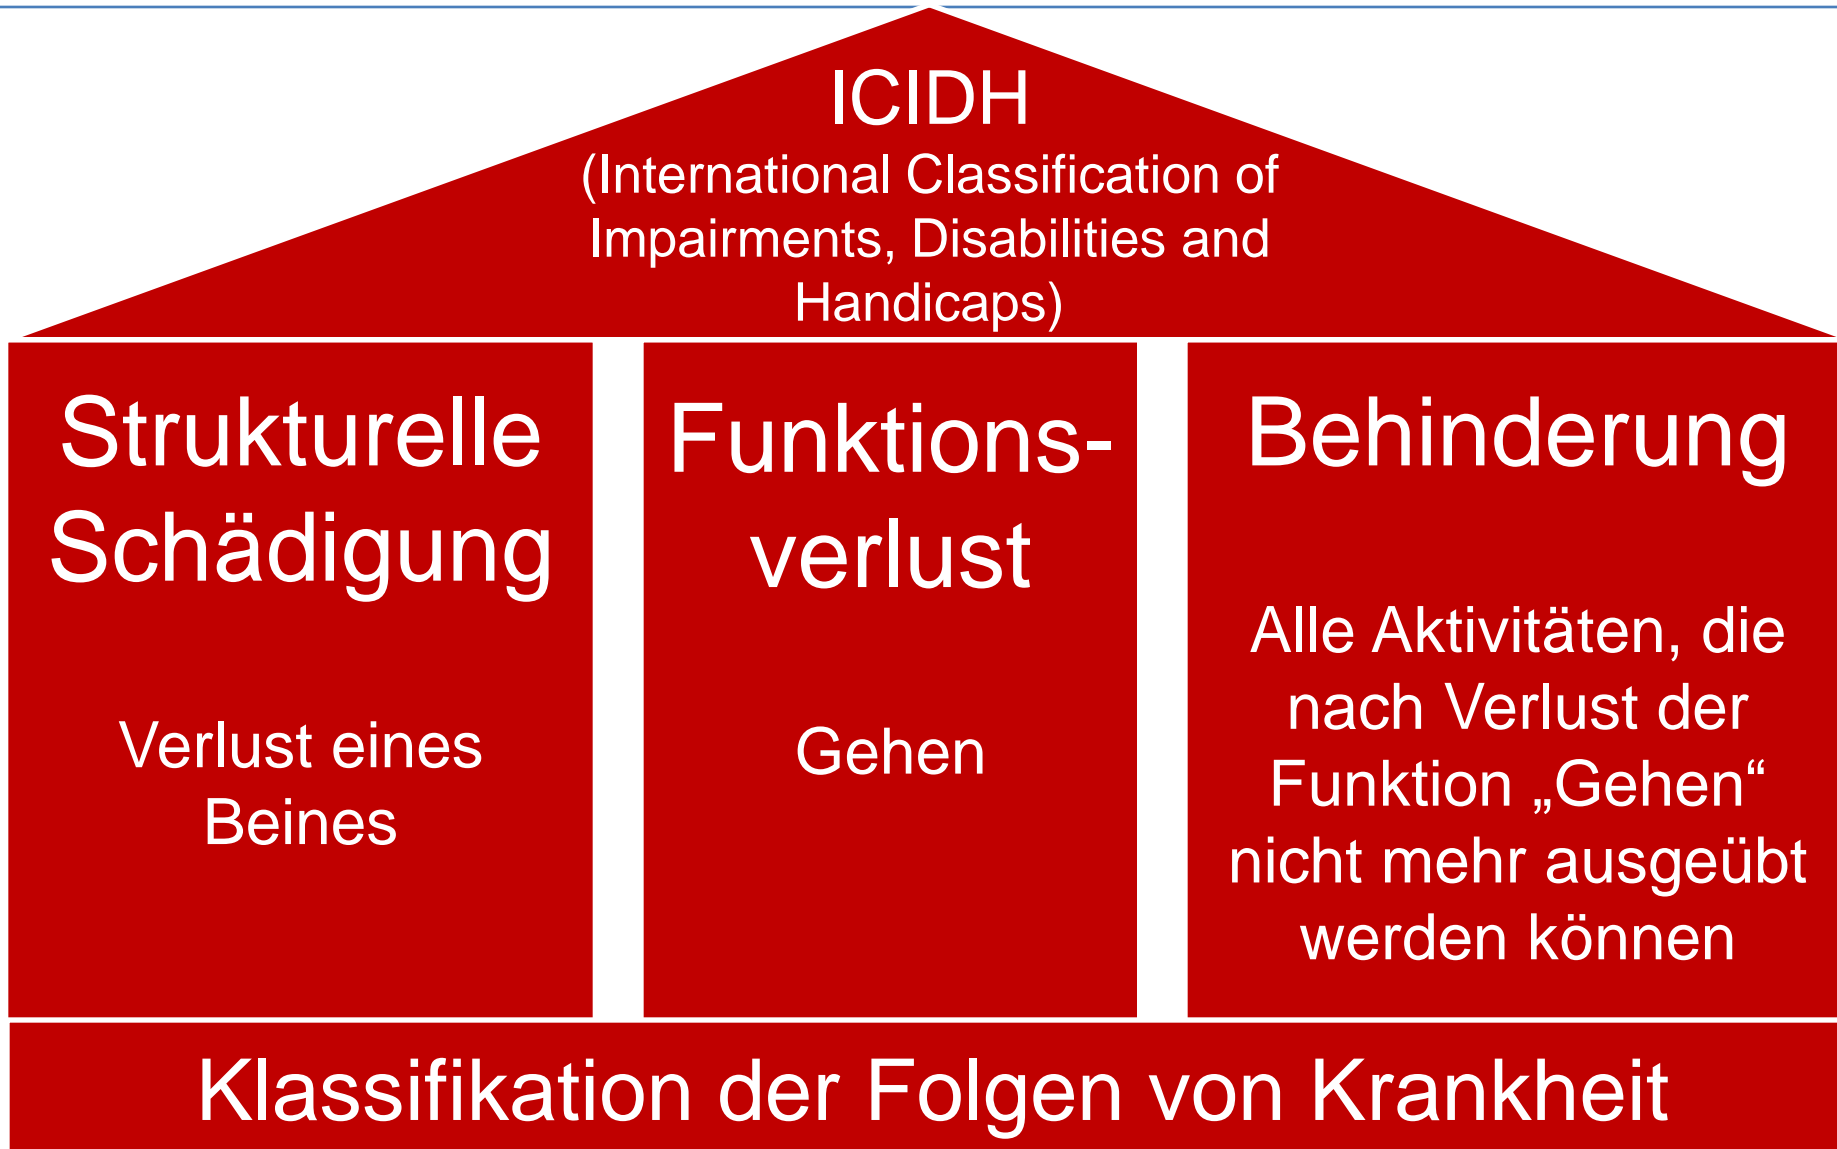 ICIDH
(International Classification of
Impairments, Disabilities and
Handicaps)
Strukturelle
Schädigung
Verlust eines
Beines
Funktions-
verlust
Gehen
Behinderung
Alle Aktivitäten, die
nach Verlust der
Funktion „Gehen“
nicht mehr ausgeübt
werden können
Klassifikation der Folgen von Krankheit